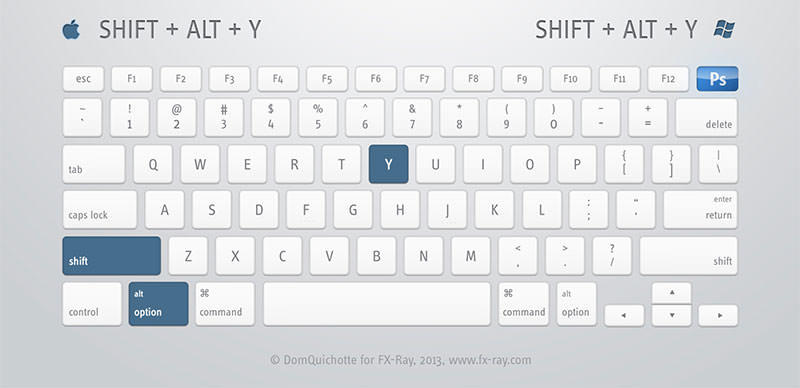 SHIFT + ALT + Y SHIFT + ALT + Y
esc F1 F2 F3 F4 F5 F6 F7 F8 F9 F10 F11 F12 Ps
~ ! @ # $ % ^ & * ( ) - +
` 1 2 3 4 5 6 7 8 9 0 - = delete
tab Q W E R T Y U I O P { } |
[ ] \
caps lock A S D F G H J K L : " enter
; ' return
shift Z X C V B N M < > ? shift
, . /
alt ⌘ ⌘ alt ▲
control option command command option ◄ ▼ ►
© DomQuichotte for FX-Ray, 2013, www.fx-ray.com